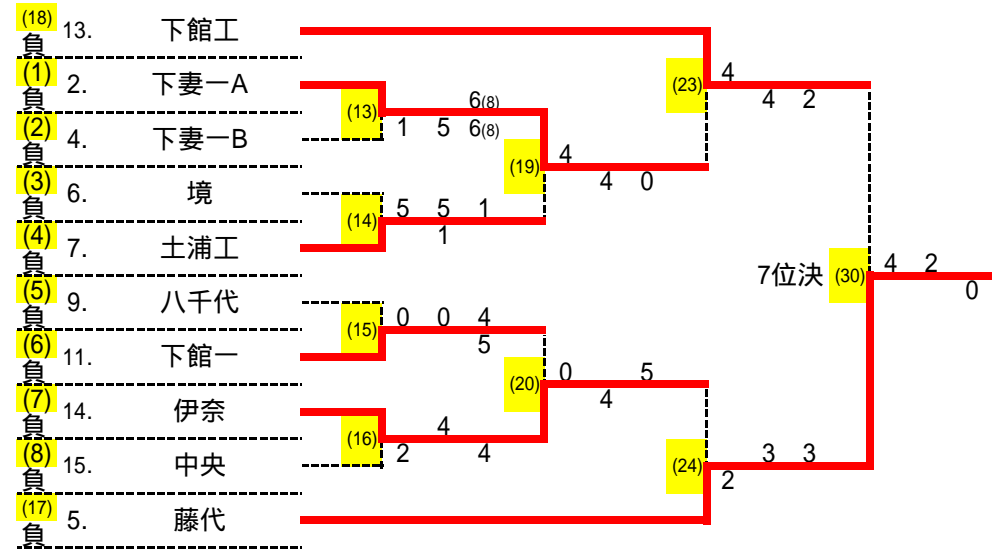 (18)負 13. 下館工
(1)負 2. 下妻一A
(2)負 4. 下妻一B
(3)負 6. 境
(4)負 7. 土浦工
(5)負 9. 八千代
(6)負 11. 下館一
(7)負 14. 伊奈
(8)負 15. 中央
(17)負 5. 藤代
(13)
6(8)
1 5 6(8)
(14)
5 5 1
1
(15)
0 0 4
5
(16)
4
2 4
(19)
4
4 0
(20)
0 5
4
(23)
4
4 2
(24)
3 3
2
7位決 (30)
4 2
0